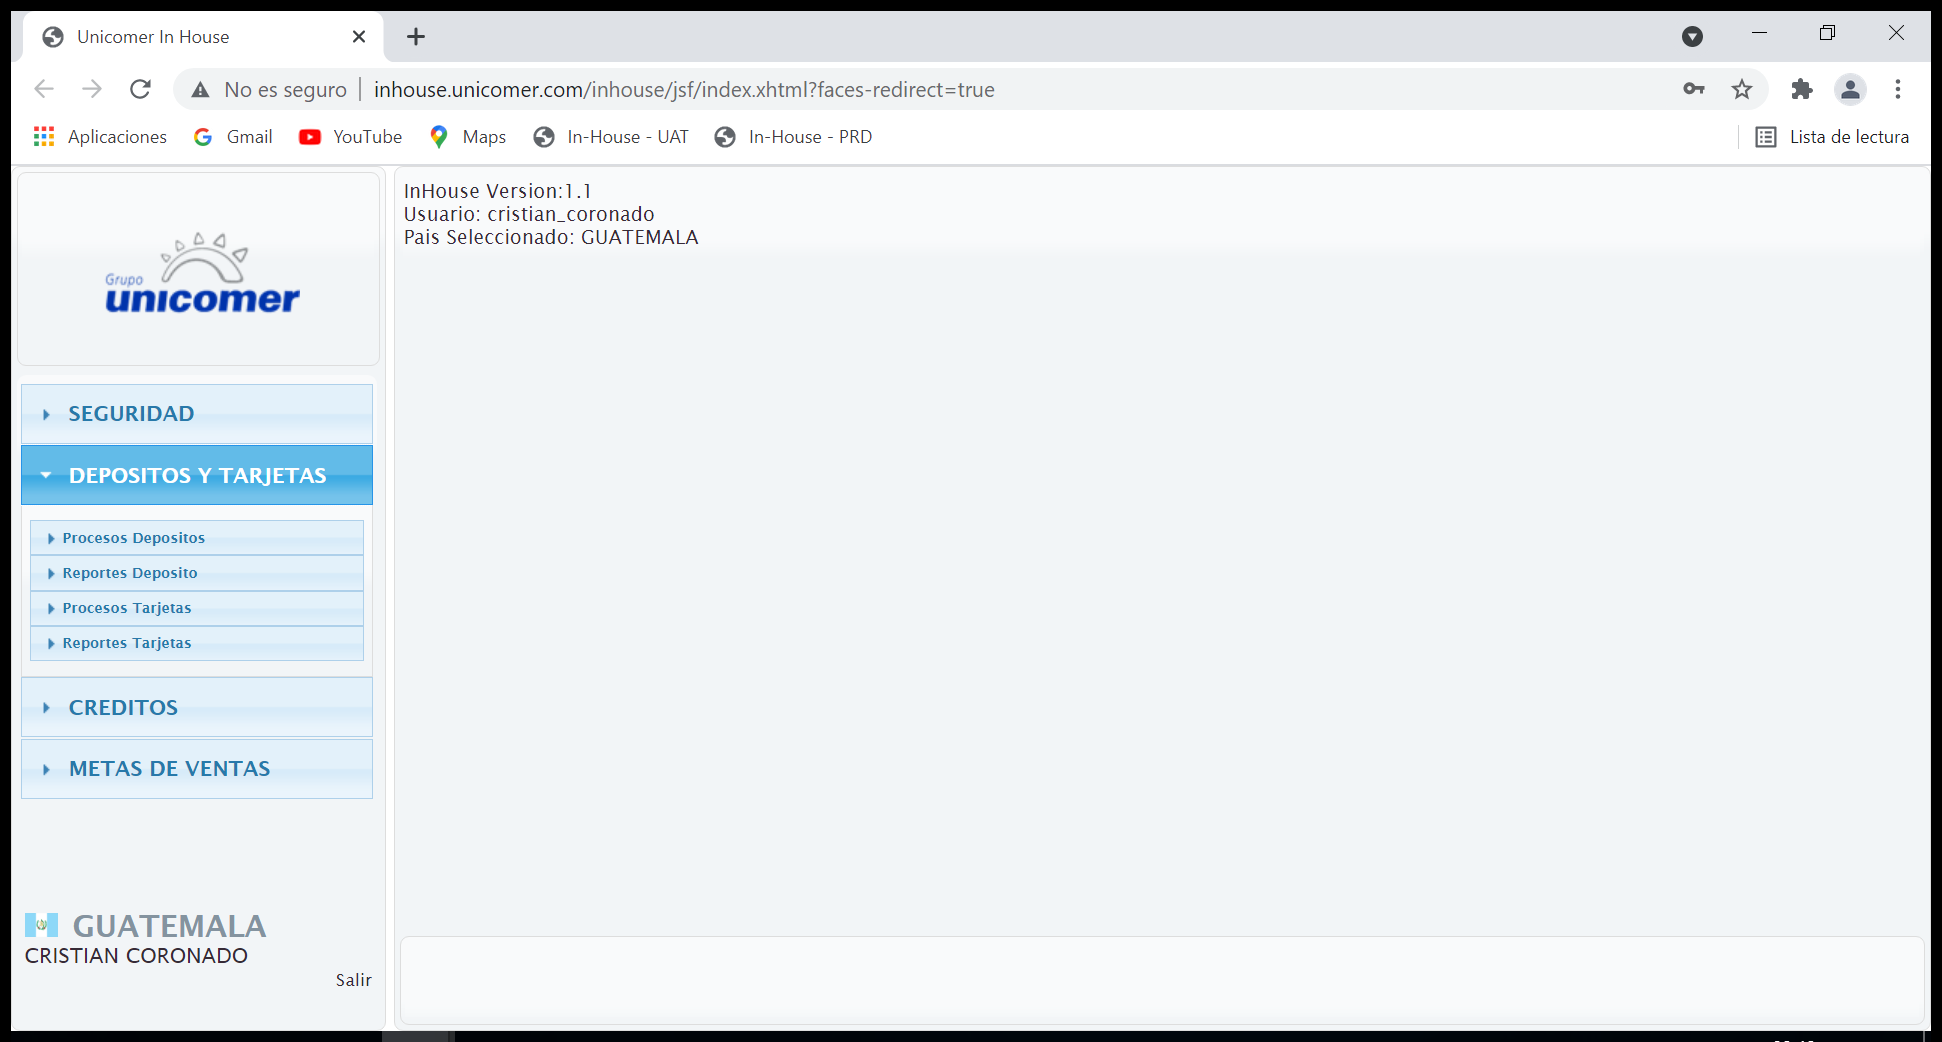 Unicomer In House
No es seguro | inhouse.unicomer.com/inhouse/jsf/index.xhtml?faces-redirect=true
Aplicaciones Gmail YouTube Maps In-House - UAT In-House - PRD Lista de lectura
Grupo
unicomer
InHouse Version:1.1
Usuario: cristian_coronado
Pais Seleccionado: GUATEMALA
SEGURIDAD
DEPOSITOS Y TARJETAS
Procesos Depositos
Reportes Deposito
Procesos Tarjetas
Reportes Tarjetas
CREDITOS
METAS DE VENTAS
GUATEMALA
CRISTIAN CORONADO
Salir